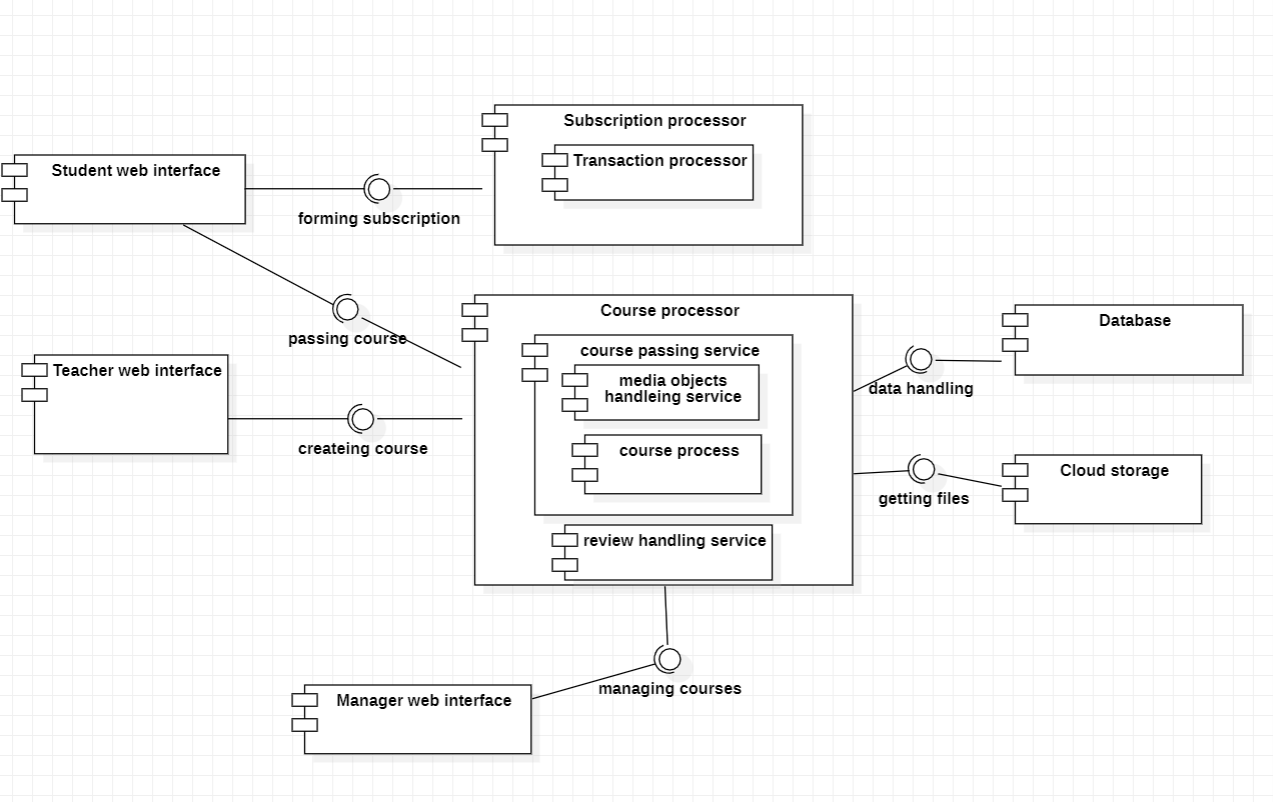 Subscription processor
Transaction processor
Student web interface
forming subscription
passing course
Teacher web interface
createing course
Course processor
course passing service
media objects
handleing service
course process
review handling service
Database
data handling
Cloud storage
getting files
managing courses
Manager web interface